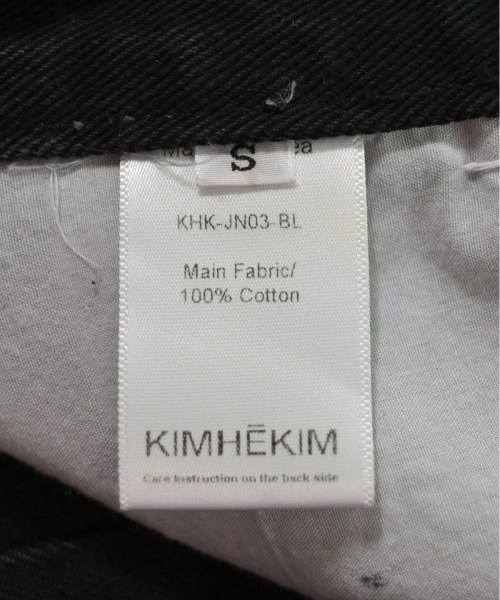 S
KHK-JN03-BL
Main Fabric/
100% Cotton
KIMHĒKIM
Care Instruction on the back side